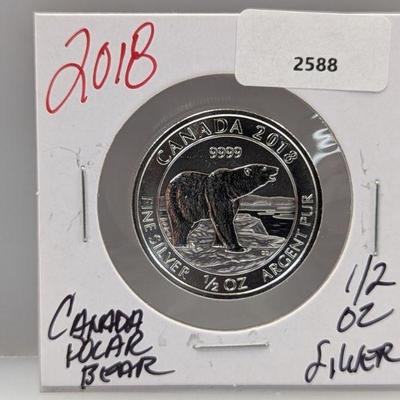 2018
2588
CANADA 2018
9999
FINE SILVER 1/2 OZ ARGENT PUR
CANADA
POLAR
BEAR
1/2
OZ
SILVER